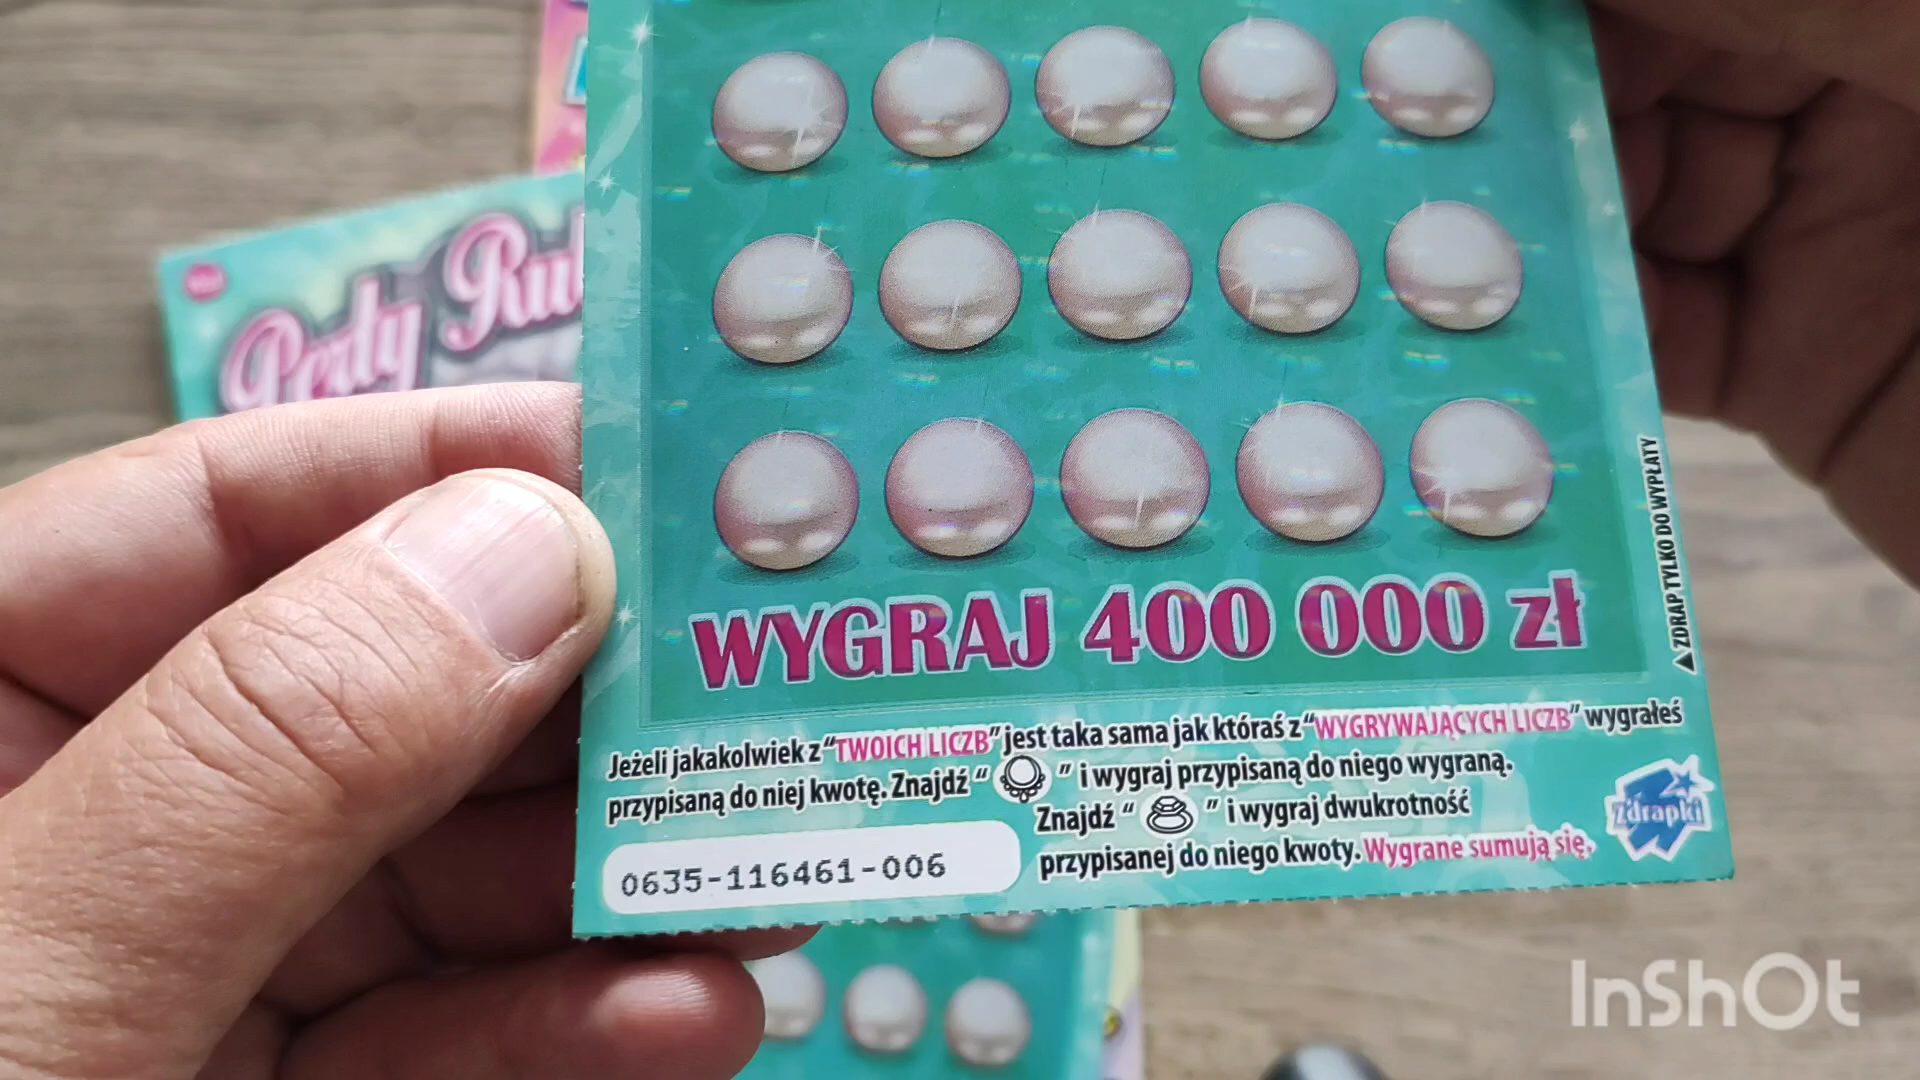 Perły
WYGRAJ 400 000 zł
▲ZDRAP TYLKO DO WYPŁATY
Jeżeli jakakolwiek z "TWOICH LICZB" jest taka sama jak któraś z "WYGRYWAJĄCYCH LICZB" wygrałeś
przypisaną do niej kwotę. Znajdź " " i wygraj przypisaną do niego wygraną.
Znajdź " " i wygraj dwukrotność
przypisanej do niego kwoty. Wygrane sumują się.
Zdrapki
0635-116461-006
InShOt